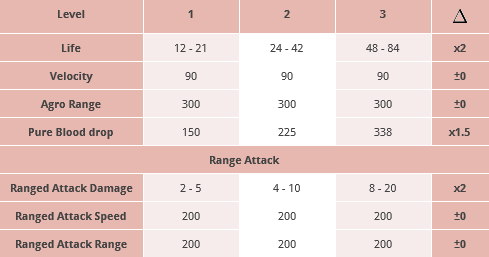 Level 1 2 3 Δ
Life 12 - 21 24 - 42 48 - 84 x2
Velocity 90 90 90 ±0
Agro Range 300 300 300 ±0
Pure Blood drop 150 225 338 x1.5
Range Attack
Ranged Attack Damage 2 - 5 4 - 10 8 - 20 x2
Ranged Attack Speed 200 200 200 ±0
Ranged Attack Range 200 200 200 ±0